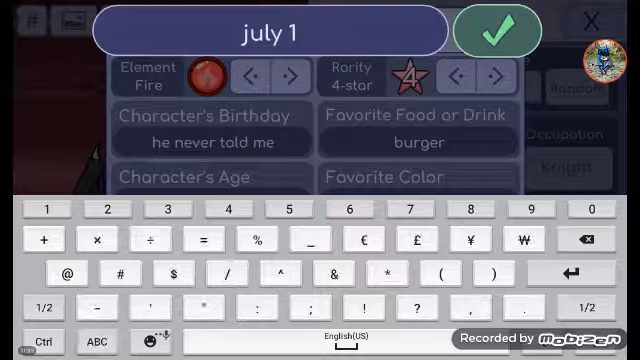 #
july 1
X
Element
Fire
Rarity
4-star
4
Random
Character's Birthday
he never told me
Favorite Food or Drink
burger
Occupation
Knight
Character's Age
Favorite Color
1 2 3 4 5 6 7 8 9 0
+ × ÷ = % _ € £ ¥ ₩
@ # $ / ^ & * ( )
1/2 - ' " : ; ! ? , . 1/2
Ctrl ABC English(US)
Recorded by MOBIZEN